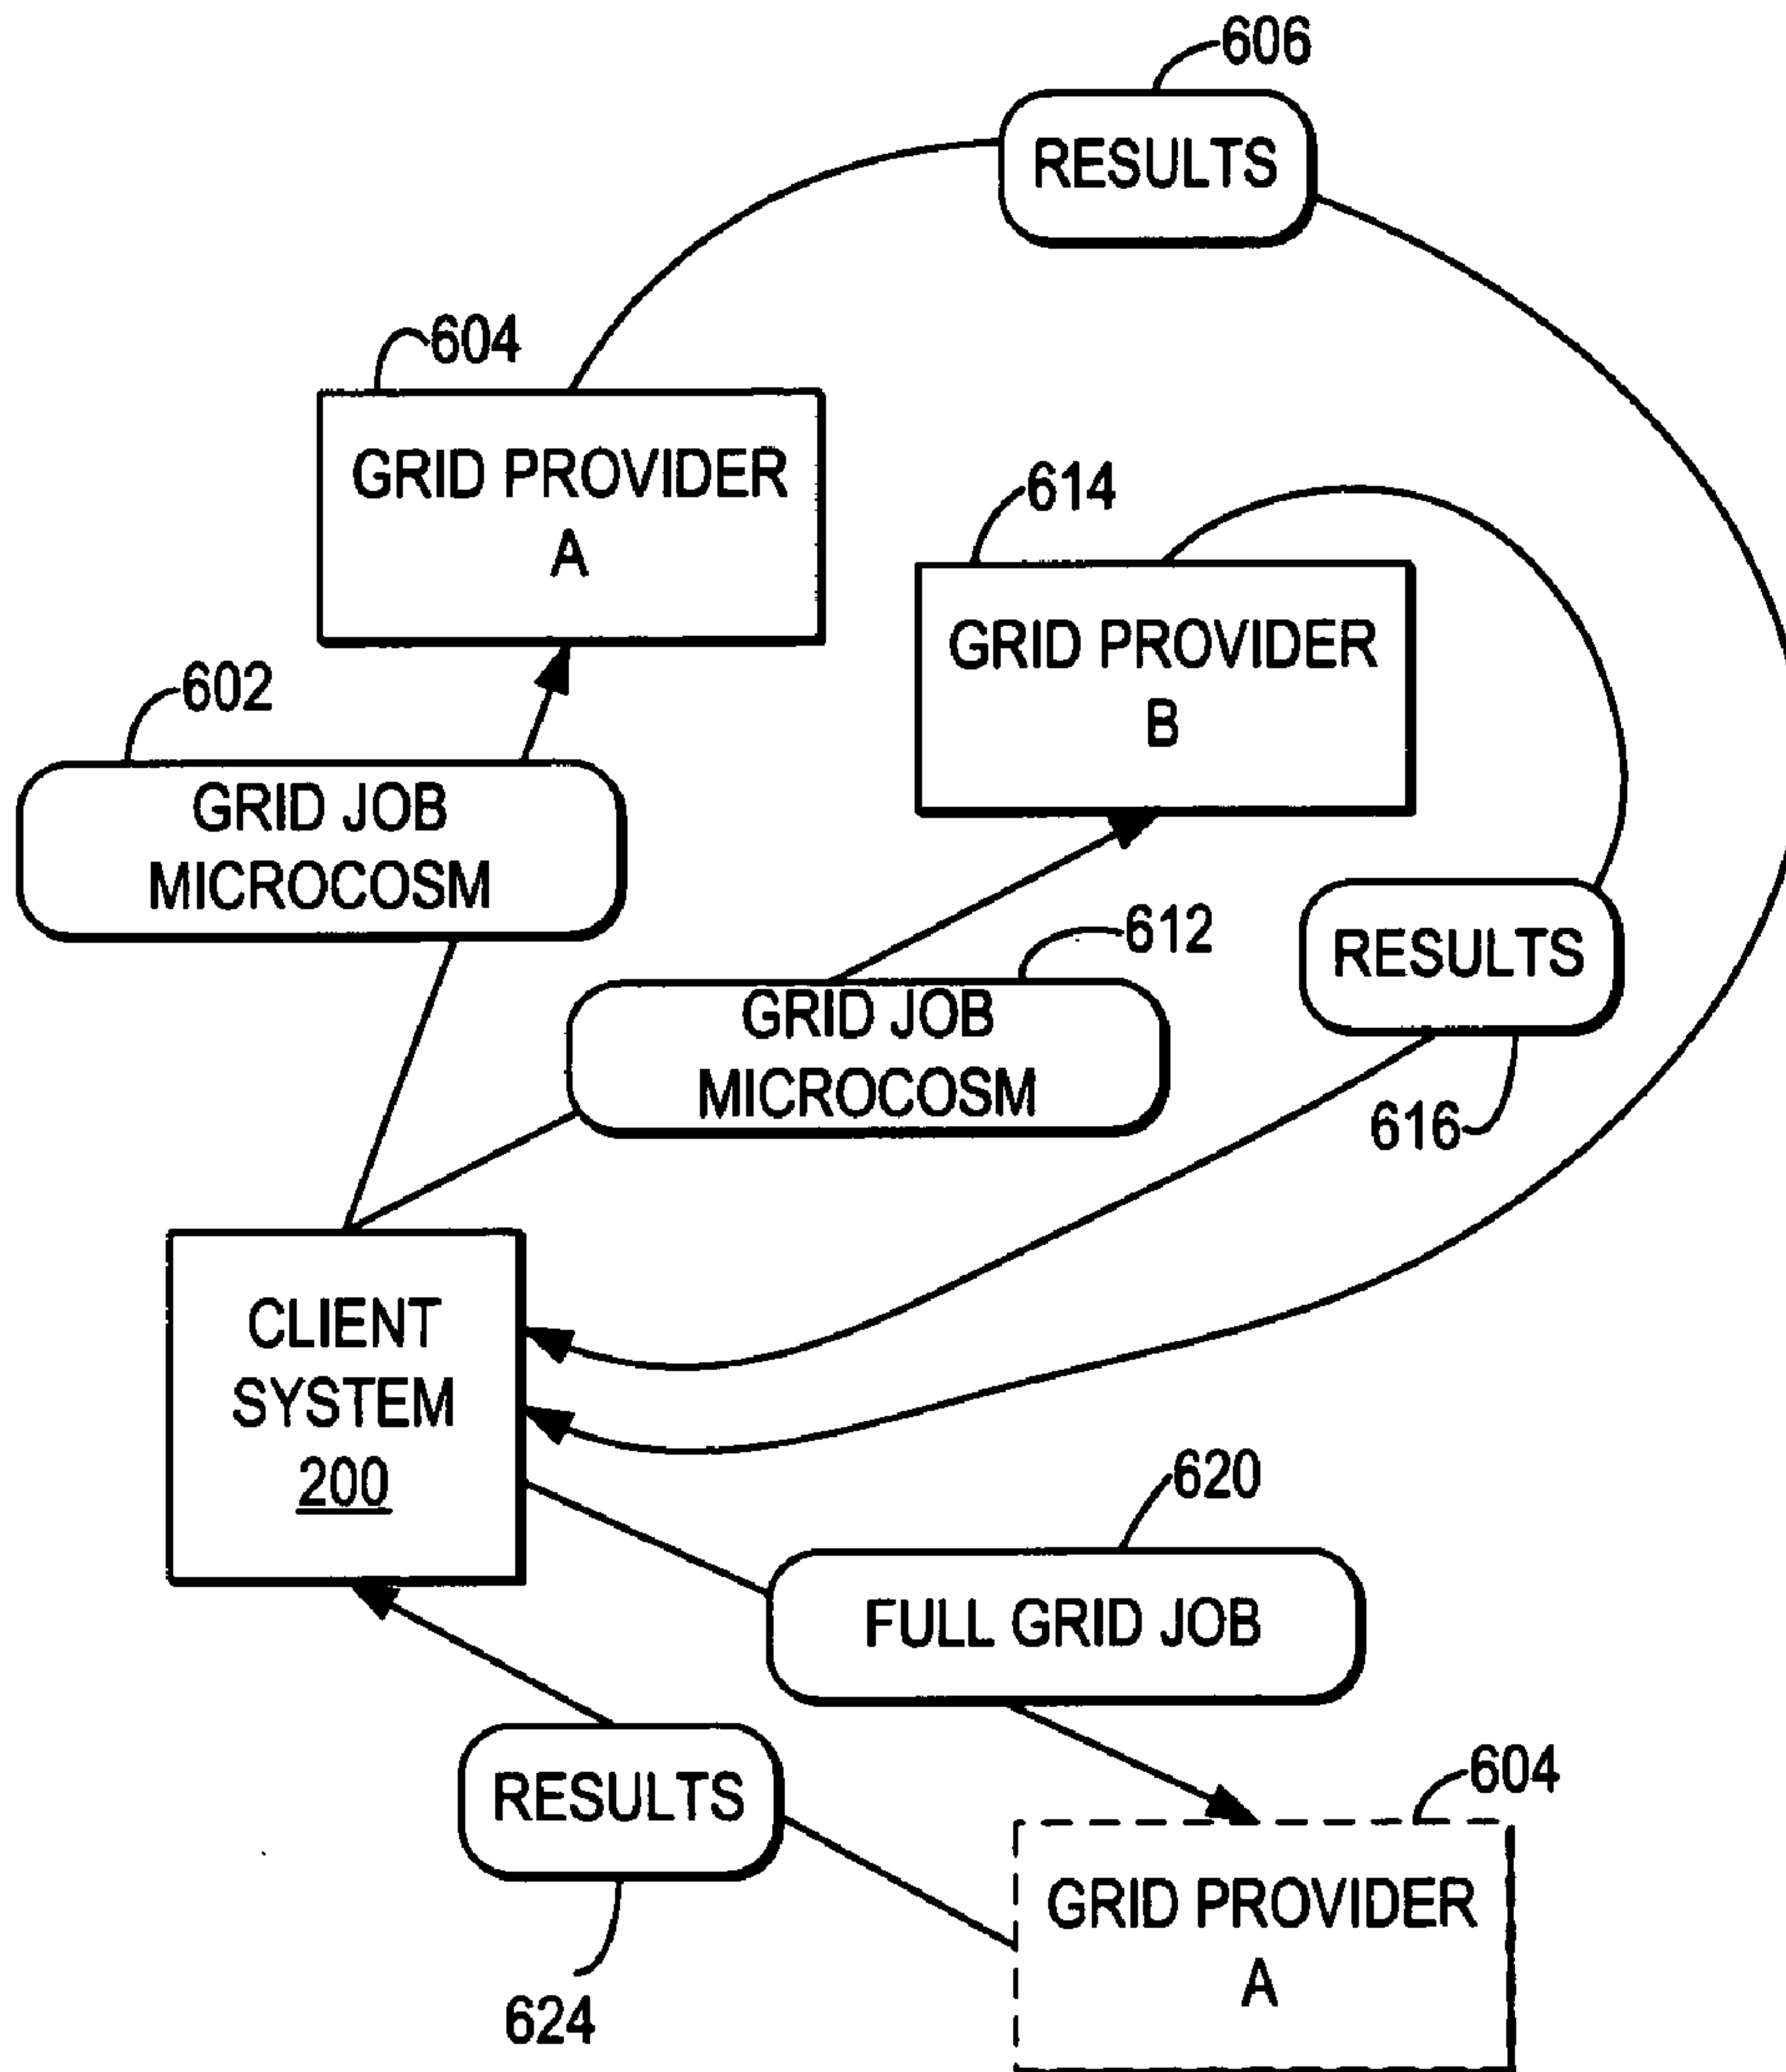 606
RESULTS
604
GRID PROVIDER
A
614
GRID PROVIDER
B
602
GRID JOB
MICROCOSM
612
GRID JOB
MICROCOSM
RESULTS
616
CLIENT
SYSTEM
200
620
FULL GRID JOB
RESULTS
624
604
GRID PROVIDER
A